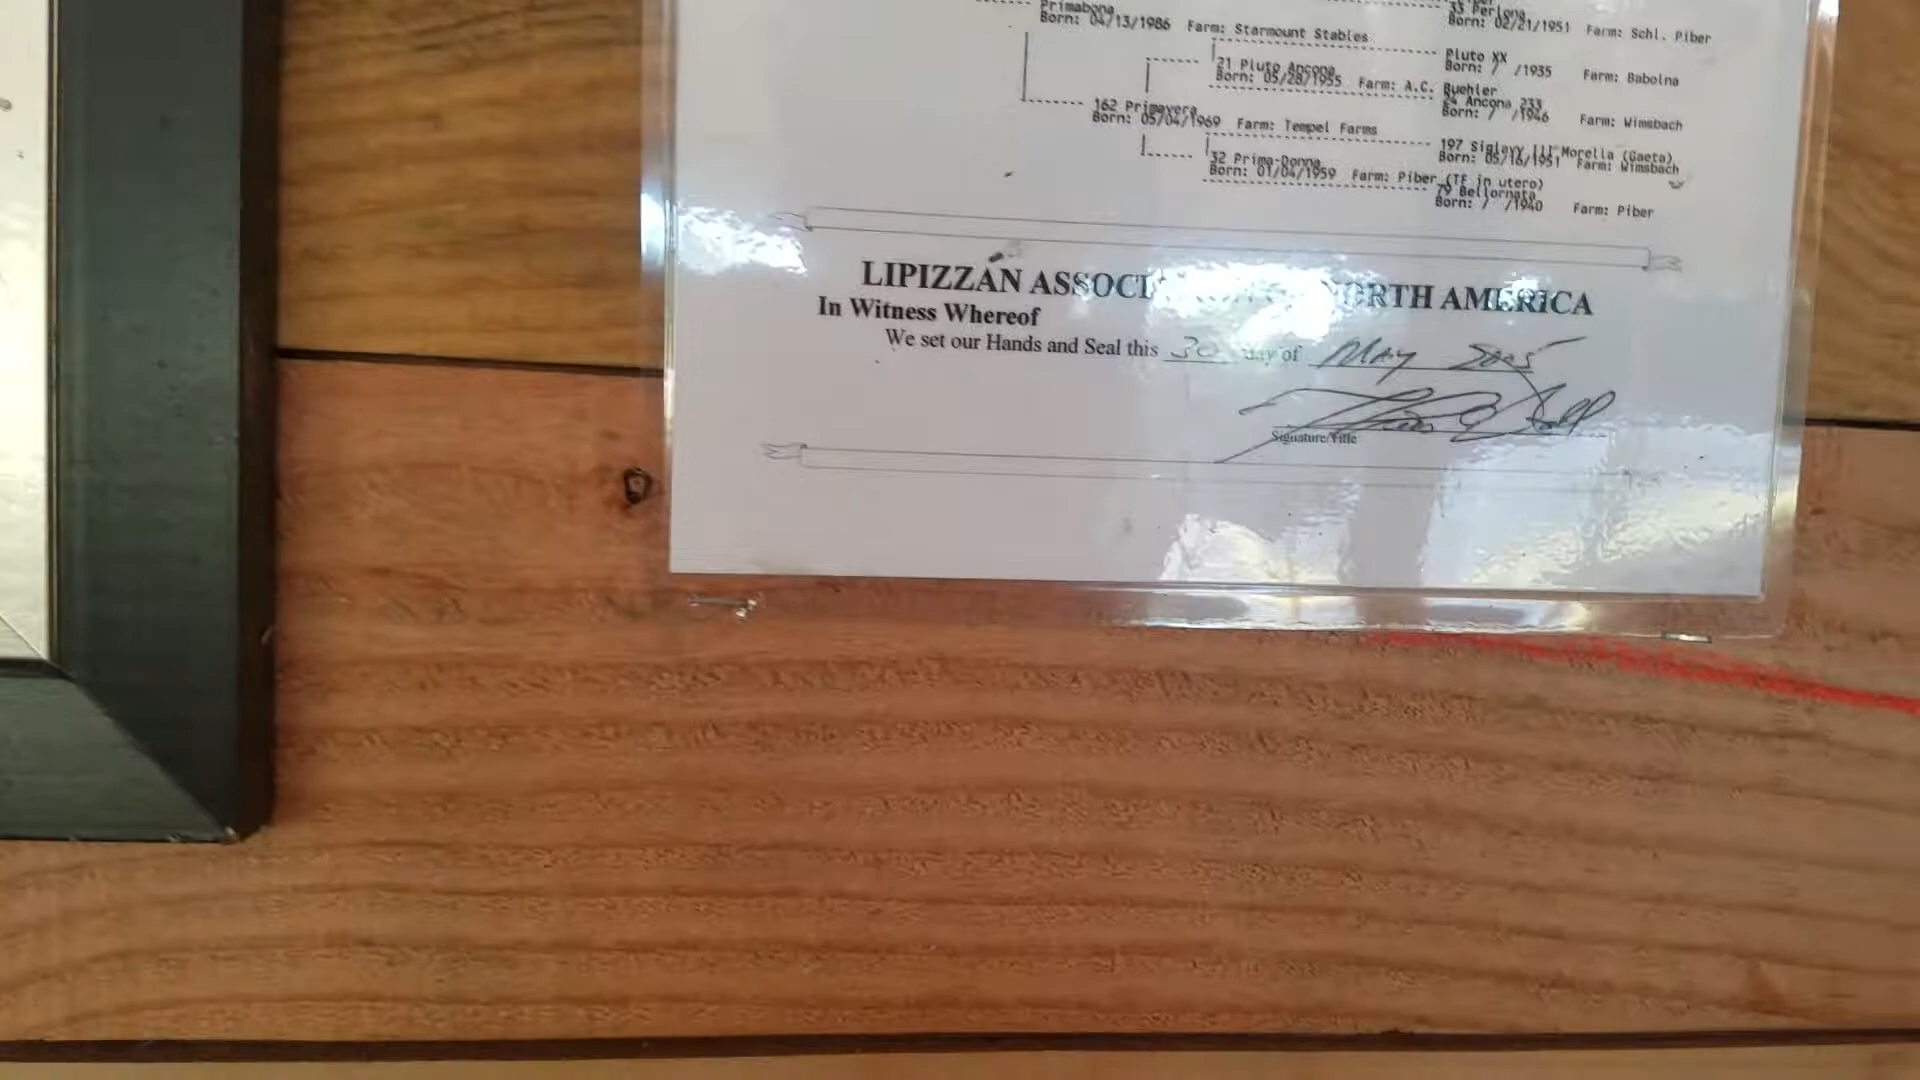 Primabona
Born: 04/13/1986 Farm: Starmount Stables
33 Perlona
Born: 02/21/1951 Farm: Schl. Piber
Pluto XX
Born: / /1935 Farm: Babolna
21 Pluto Ancona
Born: 05/28/1955 Farm: A.C. Buehler
24 Ancona 233
Born: / /1946 Farm: Wimsbach
162 Primavera
Born: 05/04/1969 Farm: Tempel Farms
197 Siglavy III Morella (Gaeta)
Born: 05/16/1951 Farm: Wimsbach
32 Prima-Donna
Born: 01/04/1959 Farm: Piber (TF in utero)
79 Bellornata
Born: / /1940 Farm: Piber
LIPIZZAN NORTH AMERICA
In Witness Whereof
We set our Hands and Seal this 30 day of MAY 2005
Signature/Title